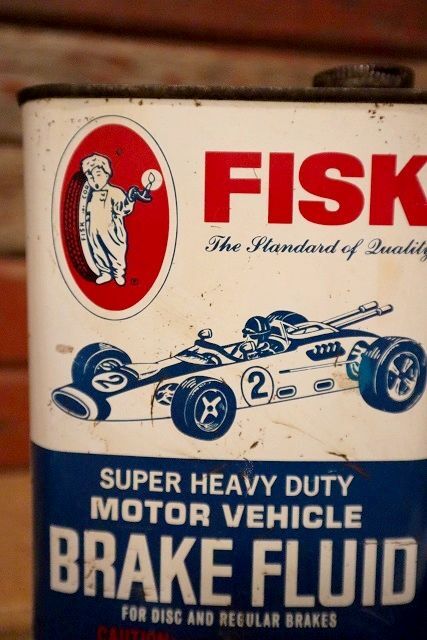 FISK
The Standard of Quality
2
2
SUPER HEAVY DUTY
MOTOR VEHICLE
BRAKE FLUID
FOR DISC AND REGULAR BRAKES
CAUTION